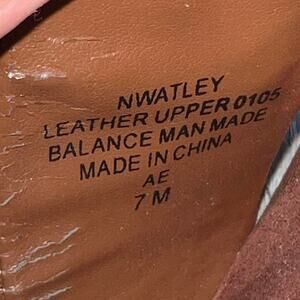 NWATLEY
LEATHER UPPER 0105
BALANCE MAN MADE
MADE IN CHINA
AE
7 M